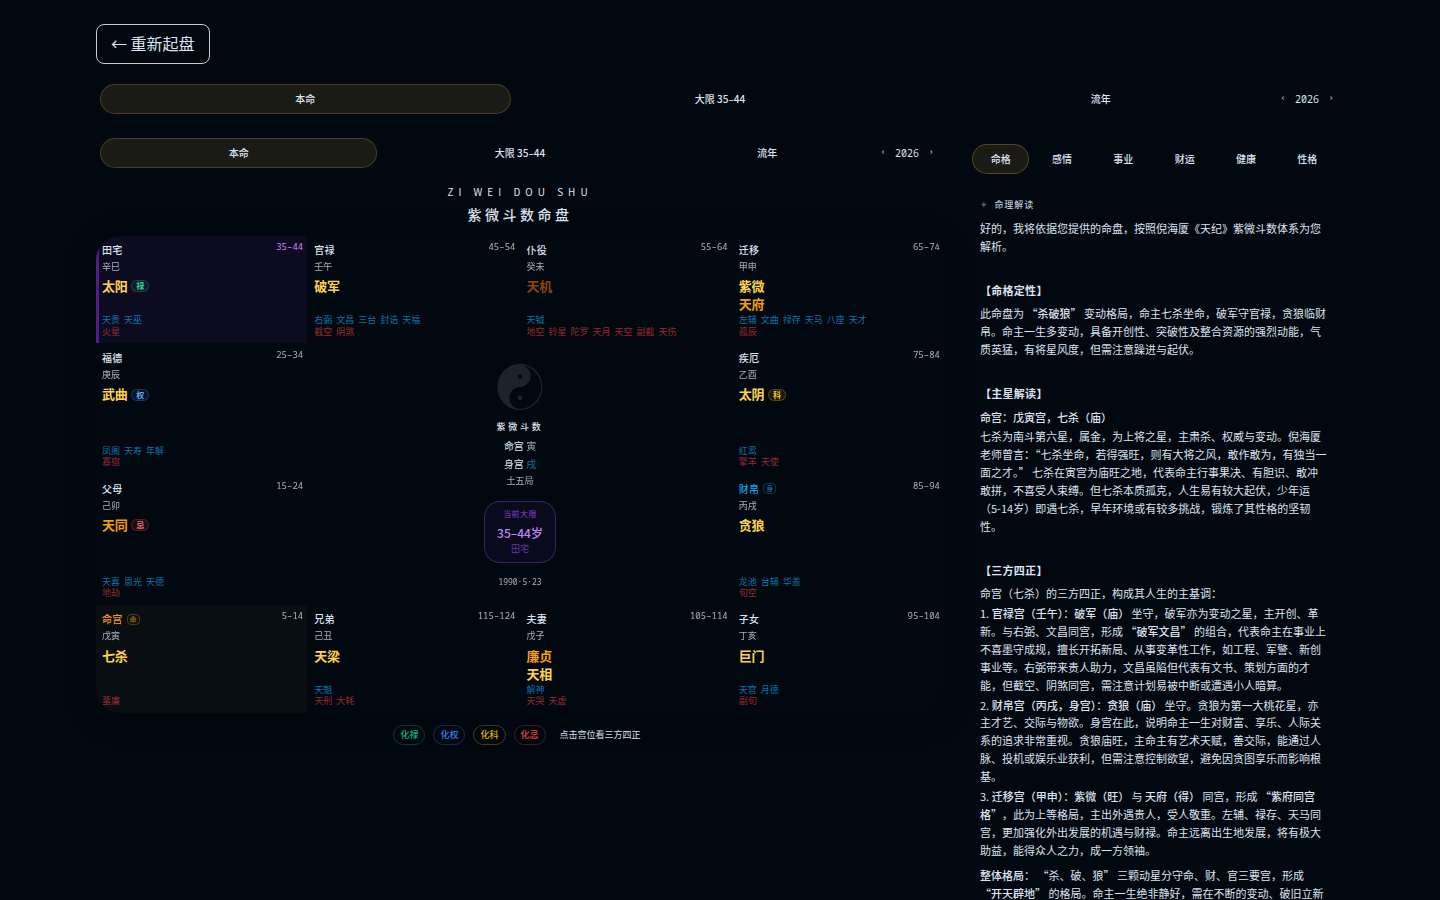 ← 重新起盘
本命
大限 35–44
流年
‹ 2026 ›
本命
大限 35–44
流年
‹ 2026 ›
ZI WEI DOU SHU
紫微斗数命盘
田宅 35–44
辛巳
太阳 禄
天贵 天巫
火星
官禄 45–54
壬午
破军
右弼 文昌 三台 封诰 天福
截空 阴煞
仆役 55–64
癸未
天机
天钺
地空 铃星 陀罗 天月 天空 副截 天伤
迁移 65–74
甲申
紫微
天府
左辅 文曲 禄存 天马 八座 天才
孤辰
福德 25–34
庚辰
武曲 权
凤阁 天寿 年解
寡宿
紫微斗数
命宫 寅
身宫 戌
土五局
当前大限
35–44岁
田宅
1990·5·23
疾厄 75–84
乙酉
太阴 科
红鸾
擎羊 天使
父母 15–24
己卯
天同 忌
天喜 恩光 天德
地劫
财帛 身 85–94
丙戌
贪狼
龙池 台辅 华盖
旬空
命宫 命 5–14
戊寅
七杀
蜚廉
兄弟 115–124
己丑
天梁
天魁
天刑 大耗
夫妻 105–114
戊子
廉贞
天相
解神
天哭 天虚
子女 95–104
丁亥
巨门
天官 月德
副旬
化禄 化权 化科 化忌 点击宫位看三方四正
命格 感情 事业 财运 健康 性格
✦ 命理解读
好的，我将依据您提供的命盘，按照倪海厦《天纪》紫微斗数体系为您
解析。
【命格定性】
此命盘为 “杀破狼” 变动格局，命主七杀坐命，破军守官禄，贪狼临财
帛。命主一生多变动，具备开创性、突破性及整合资源的强烈动能，气
质英猛，有将星风度，但需注意躁进与起伏。
【主星解读】
命宫：戊寅宫，七杀（庙）
七杀为南斗第六星，属金，为上将之星，主肃杀、权威与变动。倪海厦
老师曾言：“七杀坐命，若得强旺，则有大将之风，敢作敢为，有独当一
面之才。” 七杀在寅宫为庙旺之地，代表命主行事果决、有胆识、敢冲
敢拼，不喜受人束缚。但七杀本质孤克，人生易有较大起伏，少年运
（5-14岁）即遇七杀，早年环境或有较多挑战，锻炼了其性格的坚韧
性。
【三方四正】
命宫（七杀）的三方四正，构成其人生的主基调：
1. 官禄宫（壬午）：破军（庙） 坐守，破军亦为变动之星，主开创、革
新。与右弼、文昌同宫，形成 “破军文昌” 的组合，代表命主在事业上
不喜墨守成规，擅长开拓新局、从事变革性工作，如工程、军警、新创
事业等。右弼带来贵人助力，文昌虽陷但代表有文书、策划方面的才
能，但截空、阴煞同宫，需注意计划易被中断或遭遇小人暗算。
2. 财帛宫（丙戌，身宫）：贪狼（庙） 坐守。贪狼为第一大桃花星，亦
主才艺、交际与物欲。身宫在此，说明命主一生对财富、享乐、人际关
系的追求非常重视。贪狼庙旺，主命主有艺术天赋，善交际，能通过人
脉、投机或娱乐业获利，但需注意控制欲望，避免因贪图享乐而影响根
基。
3. 迁移宫（甲申）：紫微（旺） 与 天府（得） 同宫，形成 “紫府同宫
格” ，此为上等格局，主出外遇贵人，受人敬重。左辅、禄存、天马同
宫，更加强化外出发展的机遇与财禄。命主远离出生地发展，将有极大
助益，能得众人之力，成一方领袖。
整体格局： “杀、破、狼” 三颗动星分守命、财、官三要宫，形成
“开天辟地” 的格局。命主一生绝非静好，需在不断的变动、破旧立新